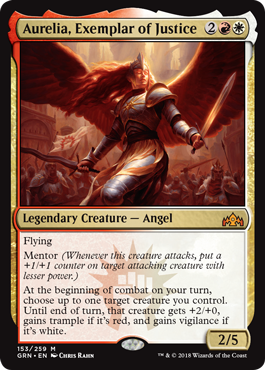 Aurelia, Exemplar of Justice 2
Legendary Creature — Angel
Flying
Mentor (Whenever this creature attacks, put a
+1/+1 counter on target attacking creature with
lesser power.)
At the beginning of combat on your turn,
choose up to one target creature you control.
Until end of turn, that creature gets +2/+0,
gains trample if it's red, and gains vigilance if
it's white.
2/5
153/259 M
GRN • EN Chris Rahn
™ & © 2018 Wizards of the Coast